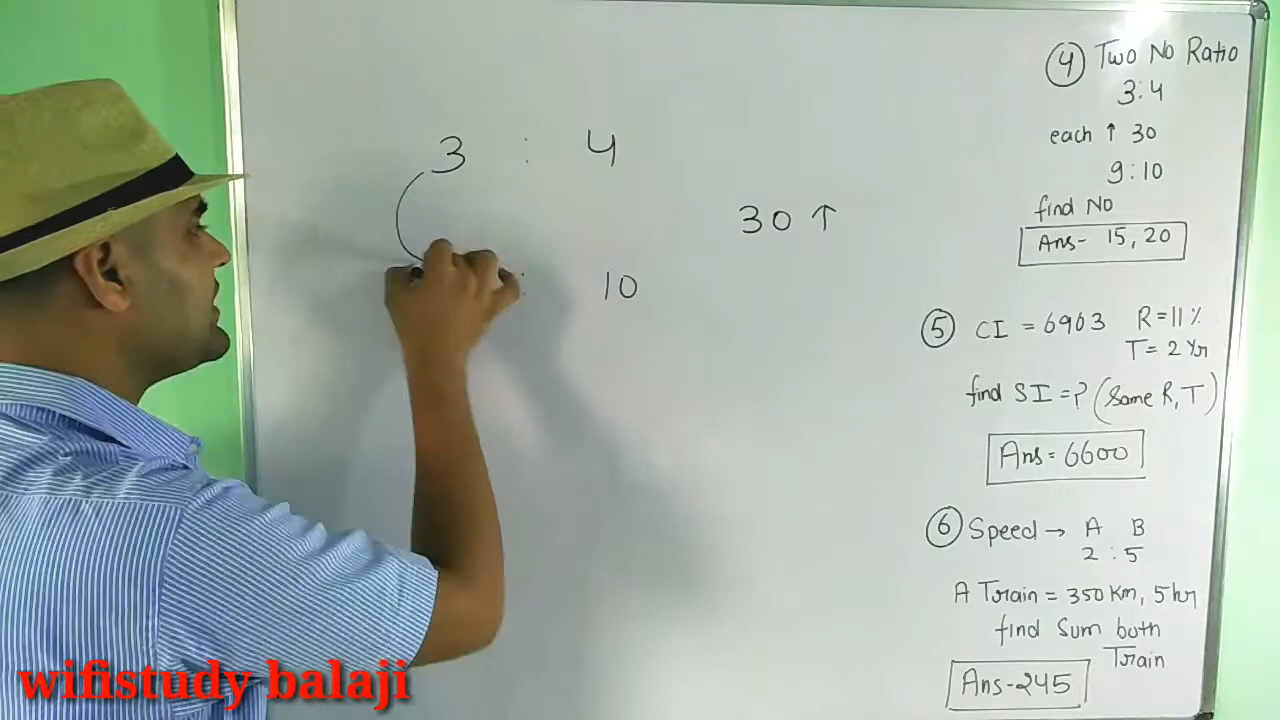 3 : 4
30 ↑
: 10
④ Two No Ratio
3:4
each ↑ 30
9:10
find No
Ans- 15, 20
⑤ CI = 6963 R=11%
T= 2 Yr
find SI =? (Same R, T)
Ans= 6600
⑥ Speed → A B
2 : 5
A Train = 350 Km, 5 hr
find Sum both
Train
Ans-245
wifistudy balaji